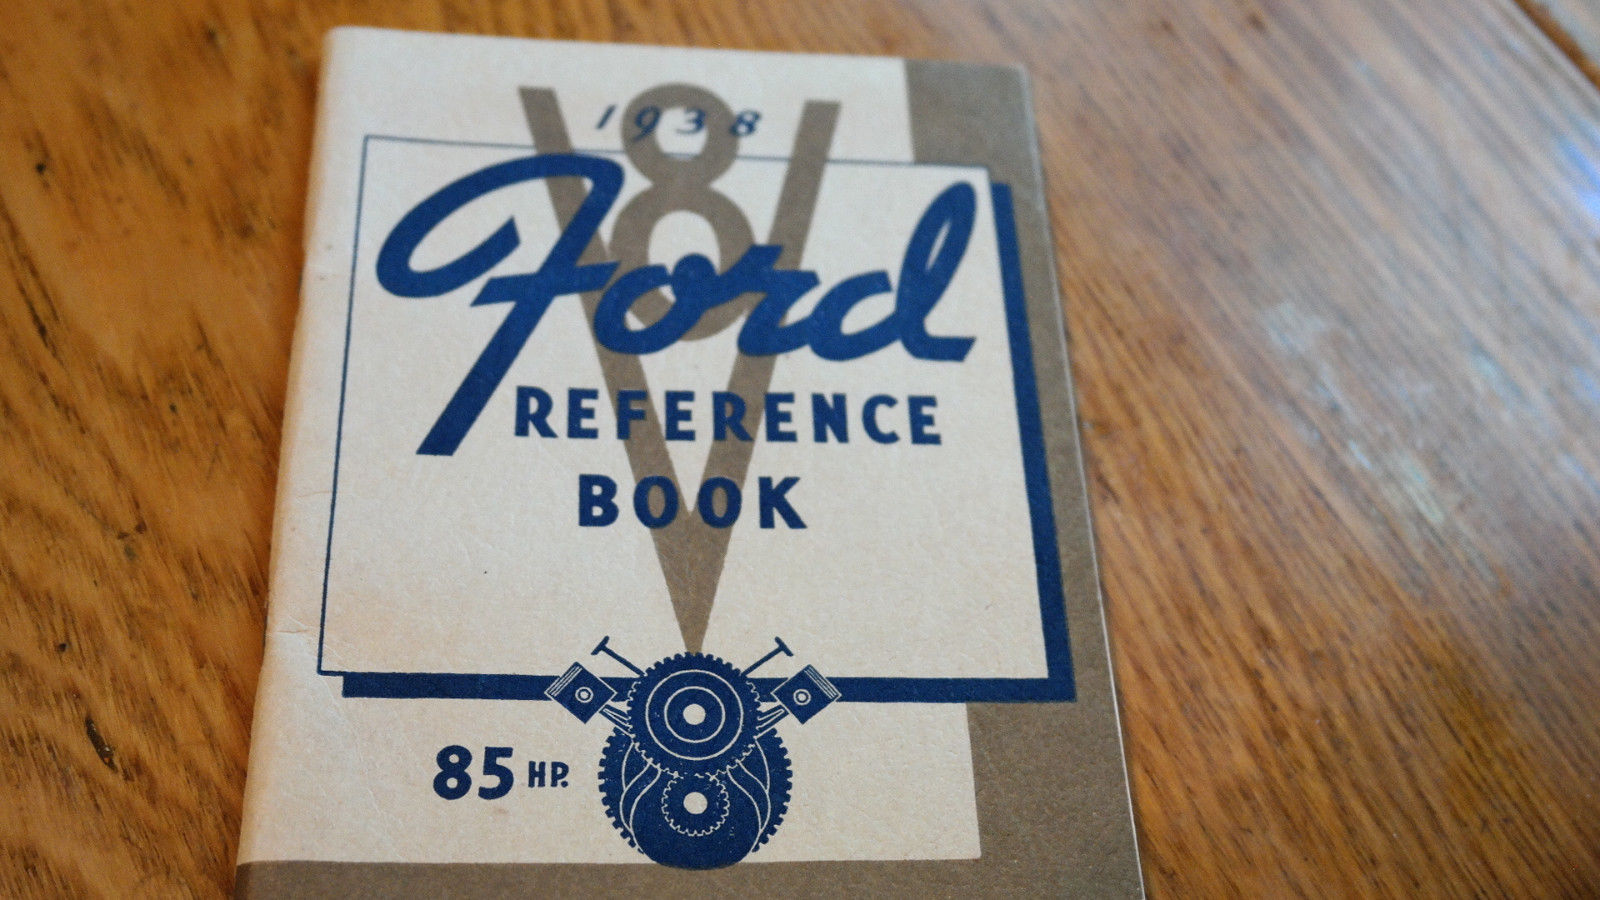 V8
1938
Ford
REFERENCE
BOOK
85 HP.